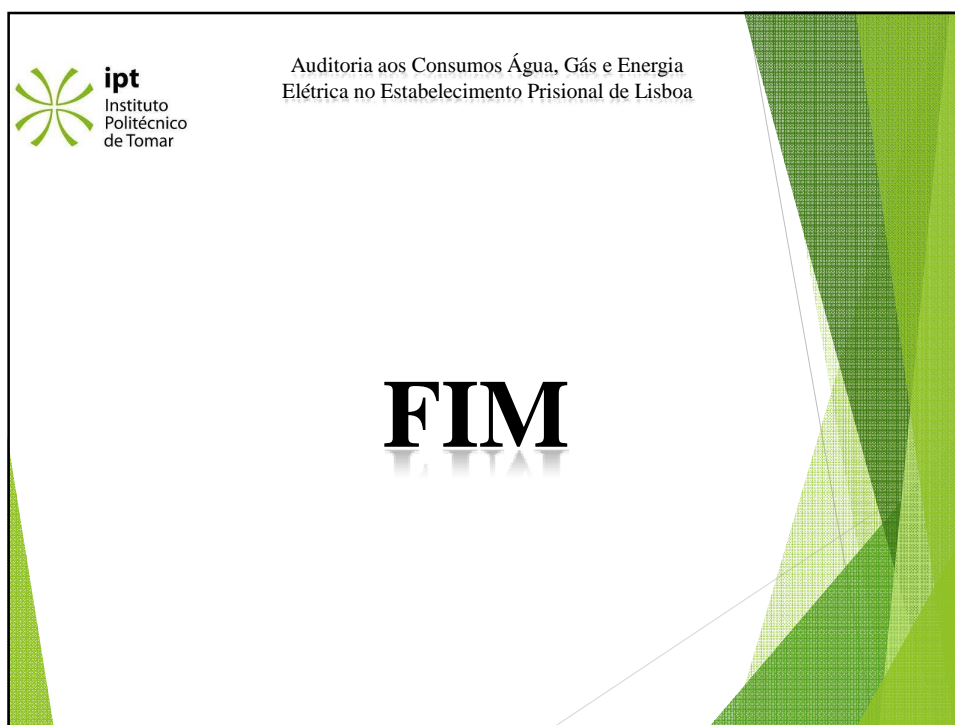 ipt
Instituto
Politécnico
de Tomar
Auditoria aos Consumos Água, Gás e Energia
Elétrica no Estabelecimento Prisional de Lisboa
FIM